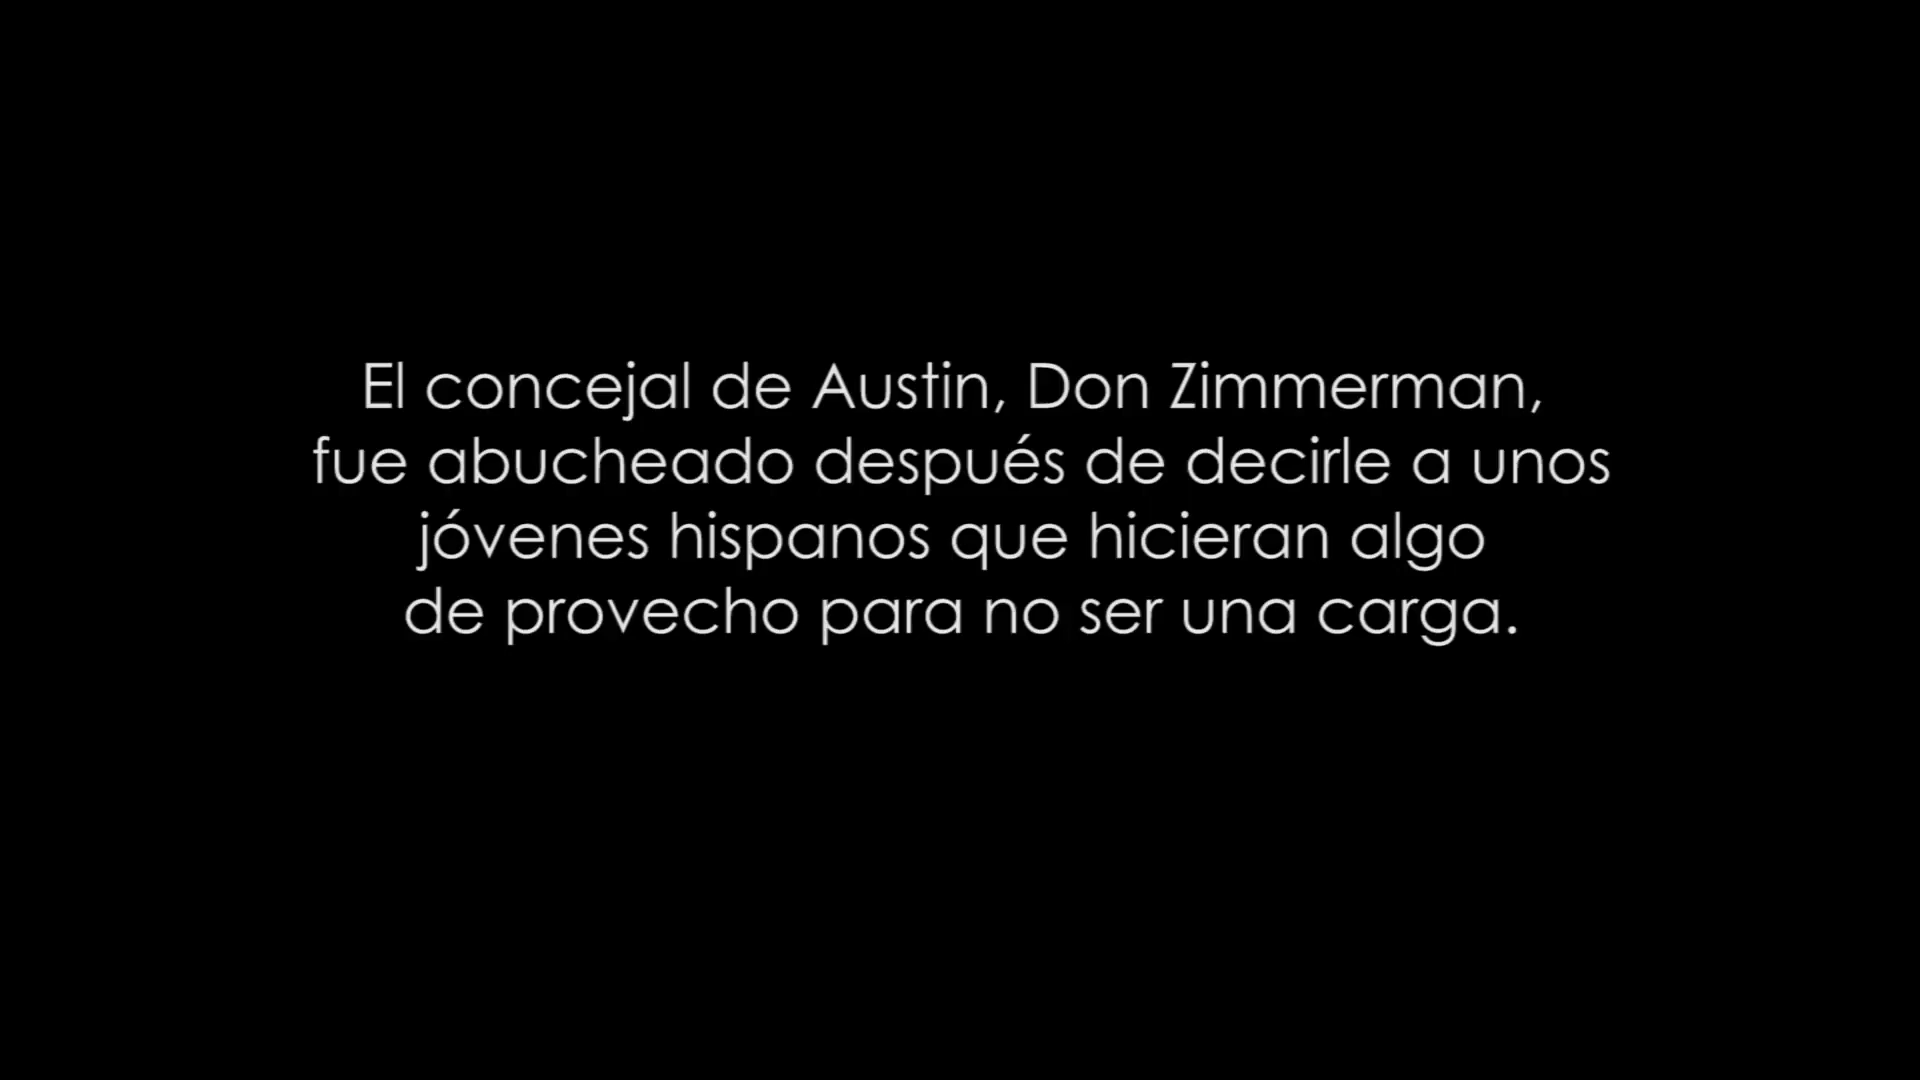 El concejal de Austin, Don Zimmerman,
fue abucheado después de decirle a unos
jóvenes hispanos que hicieran algo
de provecho para no ser una carga.